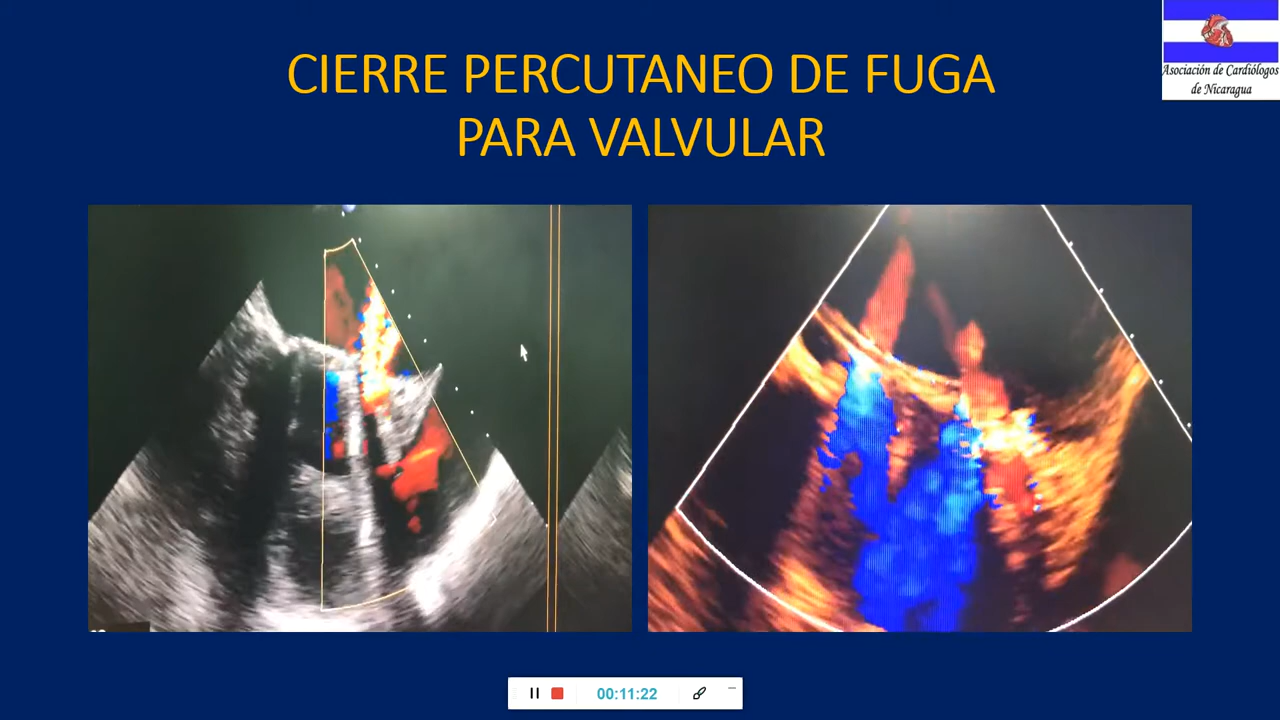 CIERRE PERCUTANEO DE FUGA
PARA VALVULAR
Asociación de Cardiólogos
de Nicaragua
00:11:22